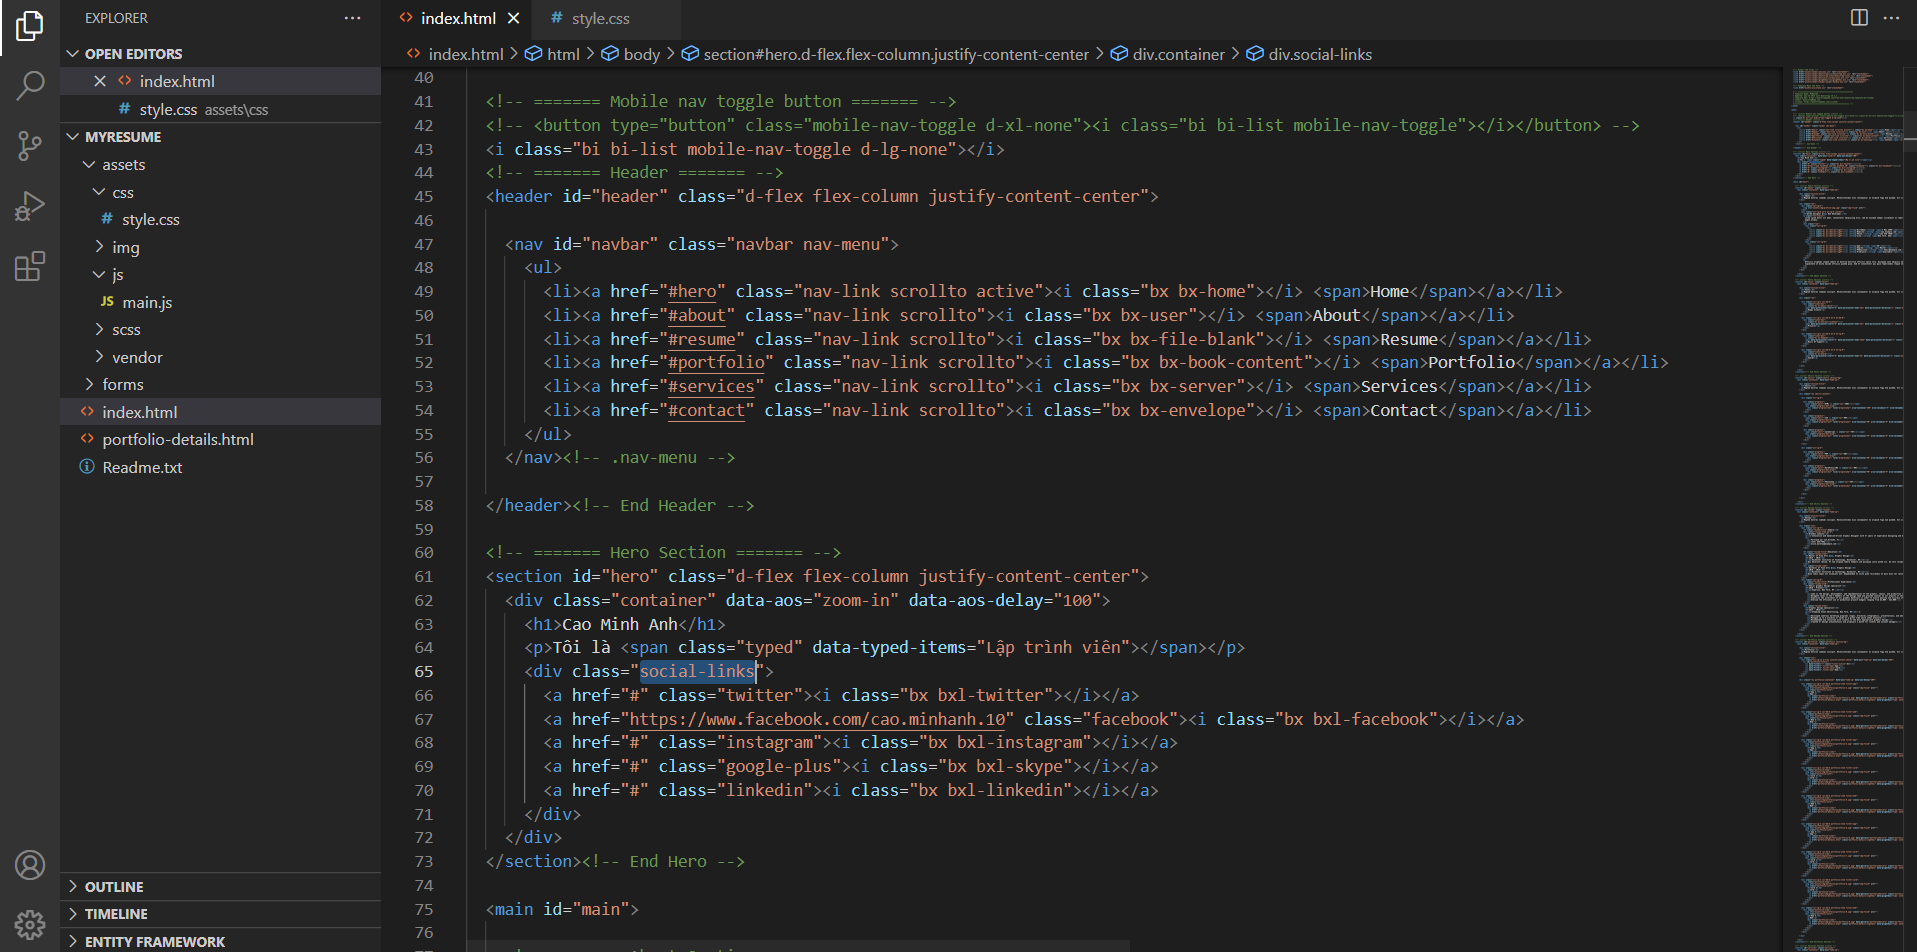 EXPLORER
OPEN EDITORS
index.html
style.css assets\css
MYRESUME
assets
css
style.css
img
js
JS main.js
scss
vendor
forms
index.html
portfolio-details.html
Readme.txt
OUTLINE
TIMELINE
ENTITY FRAMEWORK
index.html
# style.css
index.html > html > body > section#hero.d-flex.flex-column.justify-content-center > div.container > div.social-links
40
41 <!-- ======= Mobile nav toggle button ======= -->
42 <!-- <button type="button" class="mobile-nav-toggle d-xl-none"><i class="bi bi-list mobile-nav-toggle"></i></button> -->
43 <i class="bi bi-list mobile-nav-toggle d-lg-none"></i>
44 <!-- ======= Header ======= -->
45 <header id="header" class="d-flex flex-column justify-content-center">
46
47 <nav id="navbar" class="navbar nav-menu">
48 <ul>
49 <li><a href="#hero" class="nav-link scrollto active"><i class="bx bx-home"></i> <span>Home</span></a></li>
50 <li><a href="#about" class="nav-link scrollto"><i class="bx bx-user"></i> <span>About</span></a></li>
51 <li><a href="#resume" class="nav-link scrollto"><i class="bx bx-file-blank"></i> <span>Resume</span></a></li>
52 <li><a href="#portfolio" class="nav-link scrollto"><i class="bx bx-book-content"></i> <span>Portfolio</span></a></li>
53 <li><a href="#services" class="nav-link scrollto"><i class="bx bx-server"></i> <span>Services</span></a></li>
54 <li><a href="#contact" class="nav-link scrollto"><i class="bx bx-envelope"></i> <span>Contact</span></a></li>
55 </ul>
56 </nav><!-- .nav-menu -->
57
58 </header><!-- End Header -->
59
60 <!-- ======= Hero Section ======= -->
61 <section id="hero" class="d-flex flex-column justify-content-center">
62 <div class="container" data-aos="zoom-in" data-aos-delay="100">
63 <h1>Cao Minh Anh</h1>
64 <p>Tôi là <span class="typed" data-typed-items="Lập trình viên"></span></p>
65 <div class="social-links">
66 <a href="#" class="twitter"><i class="bx bxl-twitter"></i></a>
67 <a href="https://www.facebook.com/cao.minhanh.10" class="facebook"><i class="bx bxl-facebook"></i></a>
68 <a href="#" class="instagram"><i class="bx bxl-instagram"></i></a>
69 <a href="#" class="google-plus"><i class="bx bxl-skype"></i></a>
70 <a href="#" class="linkedin"><i class="bx bxl-linkedin"></i></a>
71 </div>
72 </div>
73 </section><!-- End Hero -->
74
75 <main id="main">
76